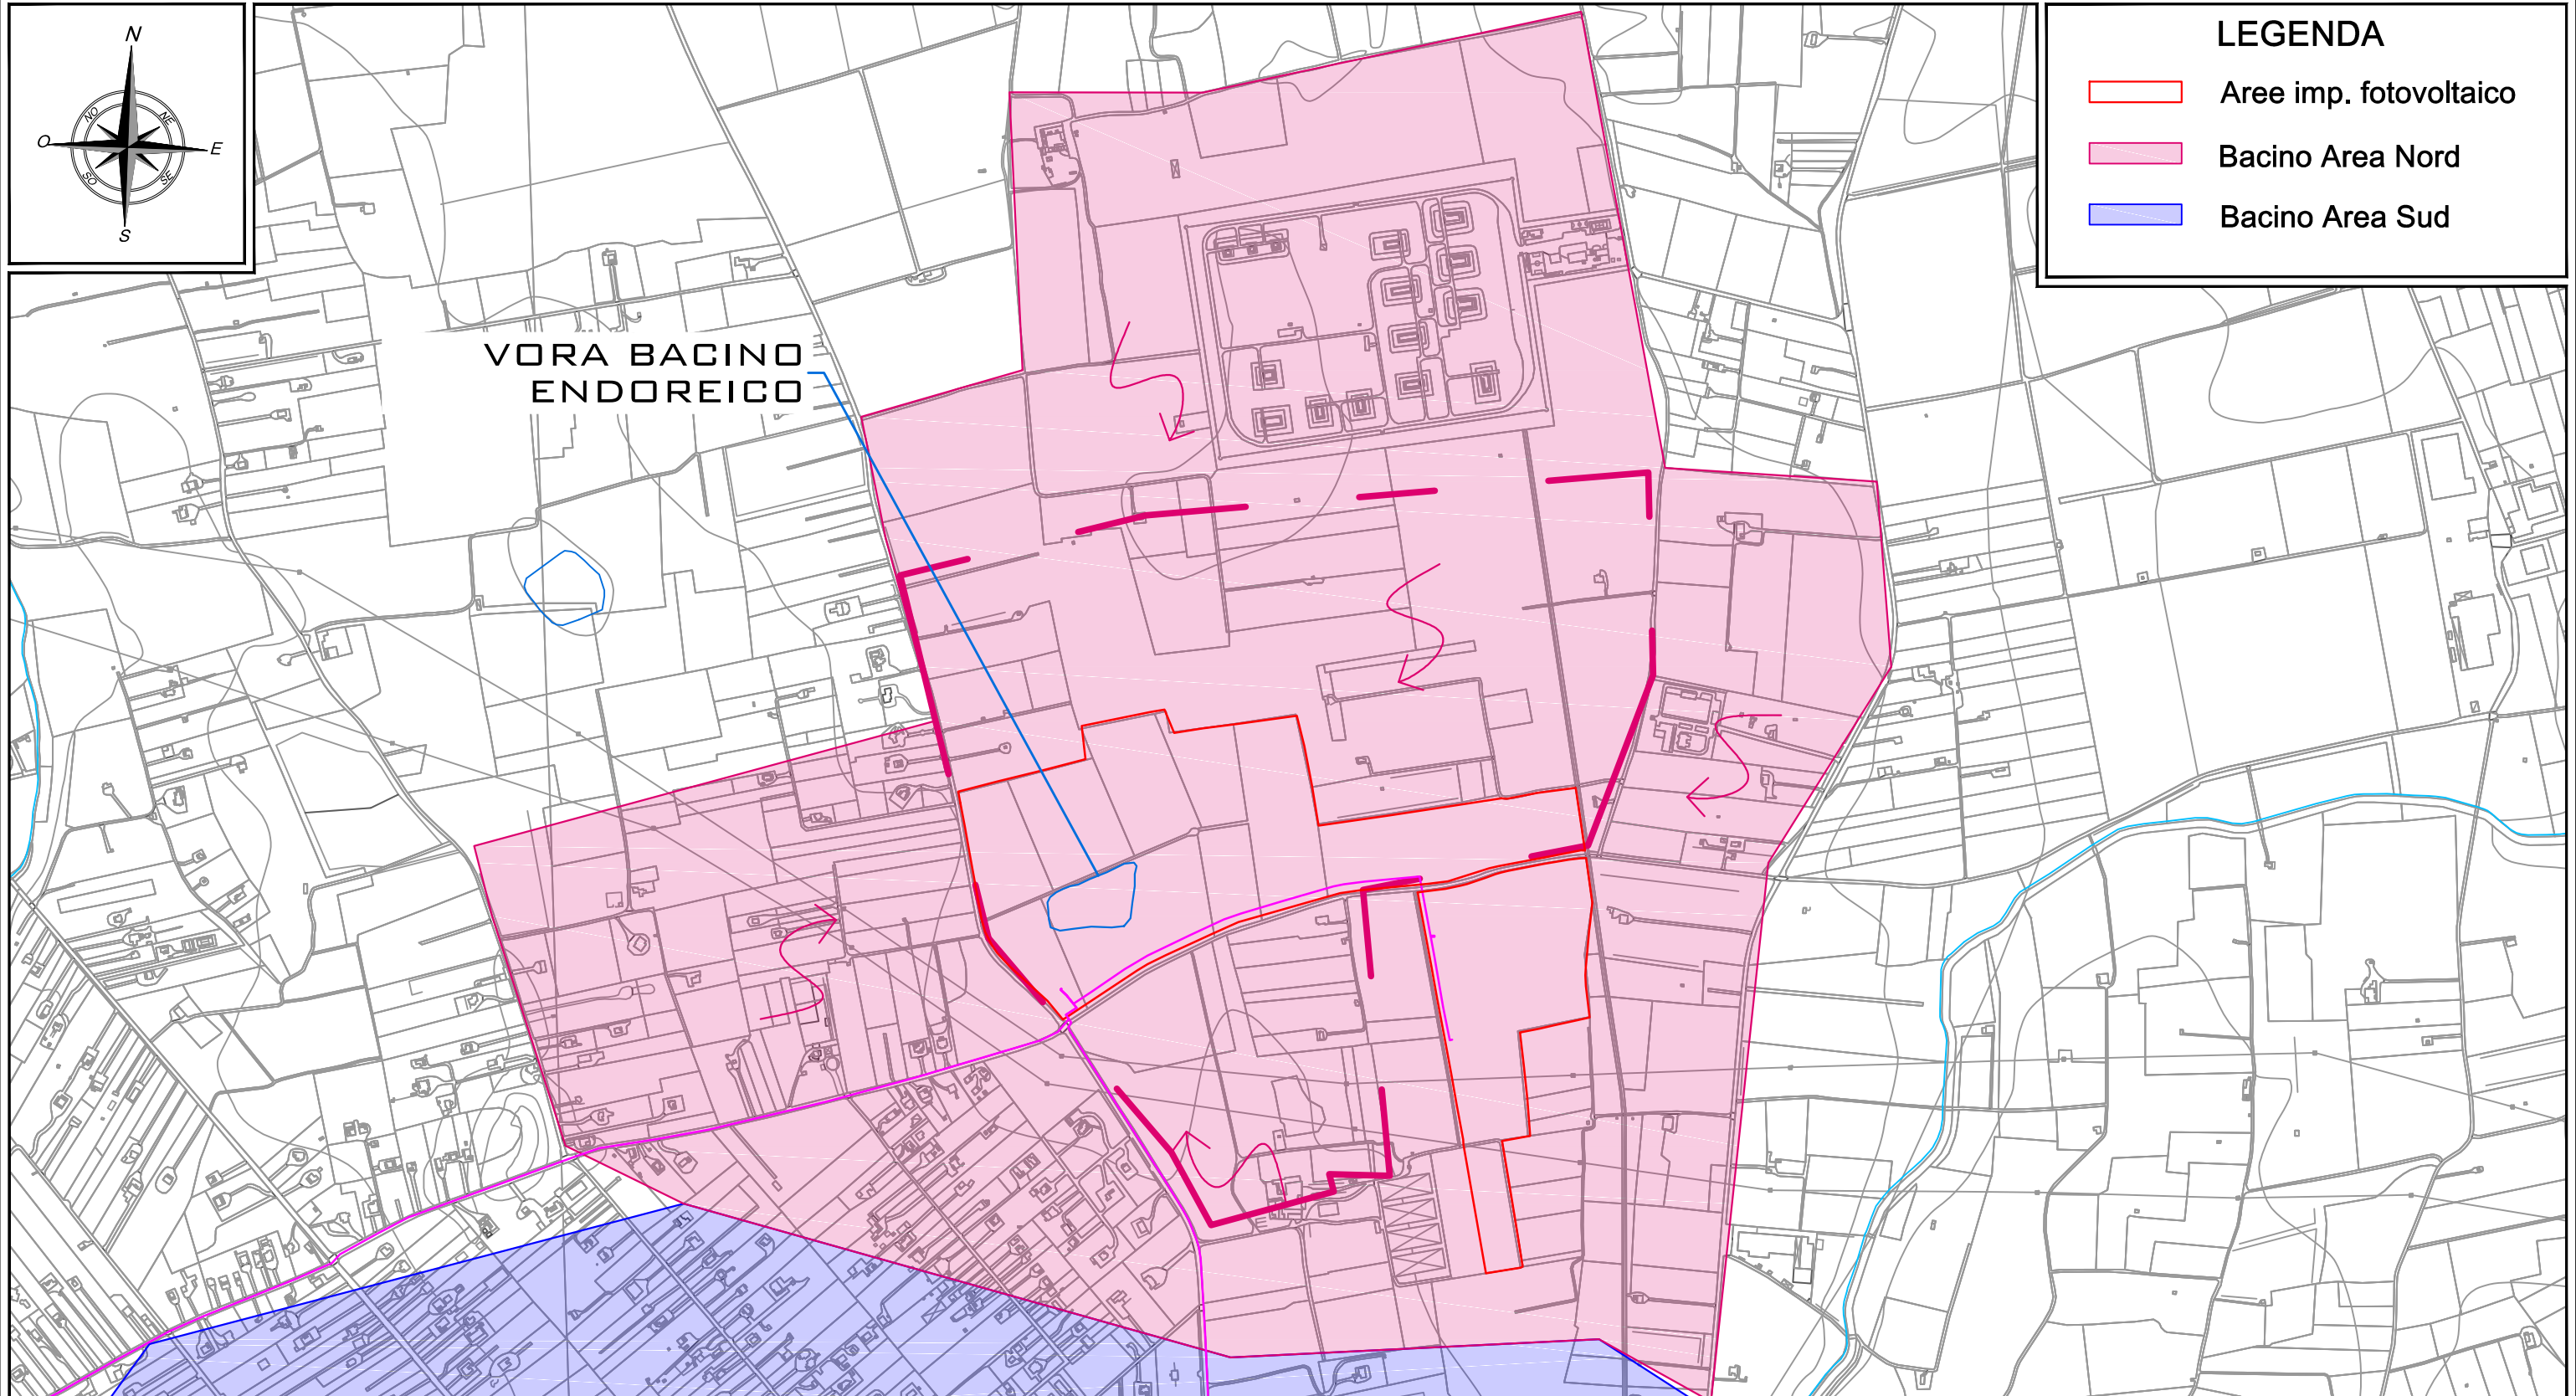 N
NO
NE
O
E
SO
SE
S
LEGENDA
Aree imp. fotovoltaico
Bacino Area Nord
Bacino Area Sud
VORA BACINO
ENDOREICO